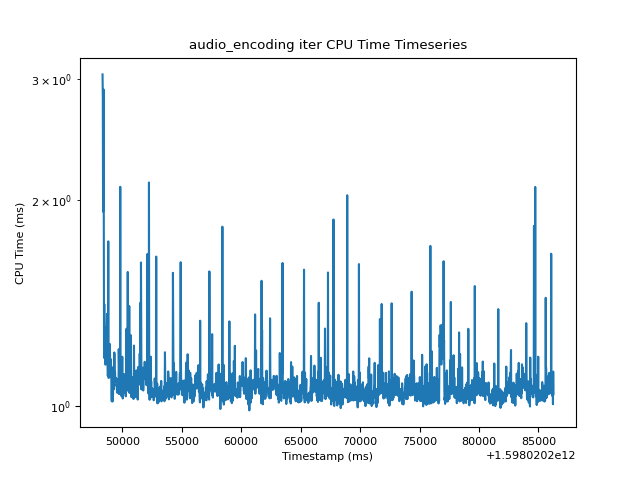 audio_encoding iter CPU Time Timeseries
3 × 10⁰
2 × 10⁰
10⁰
CPU Time (ms)
50000 55000 60000 65000 70000 75000 80000 85000
Timestamp (ms)
+1.5980202e12